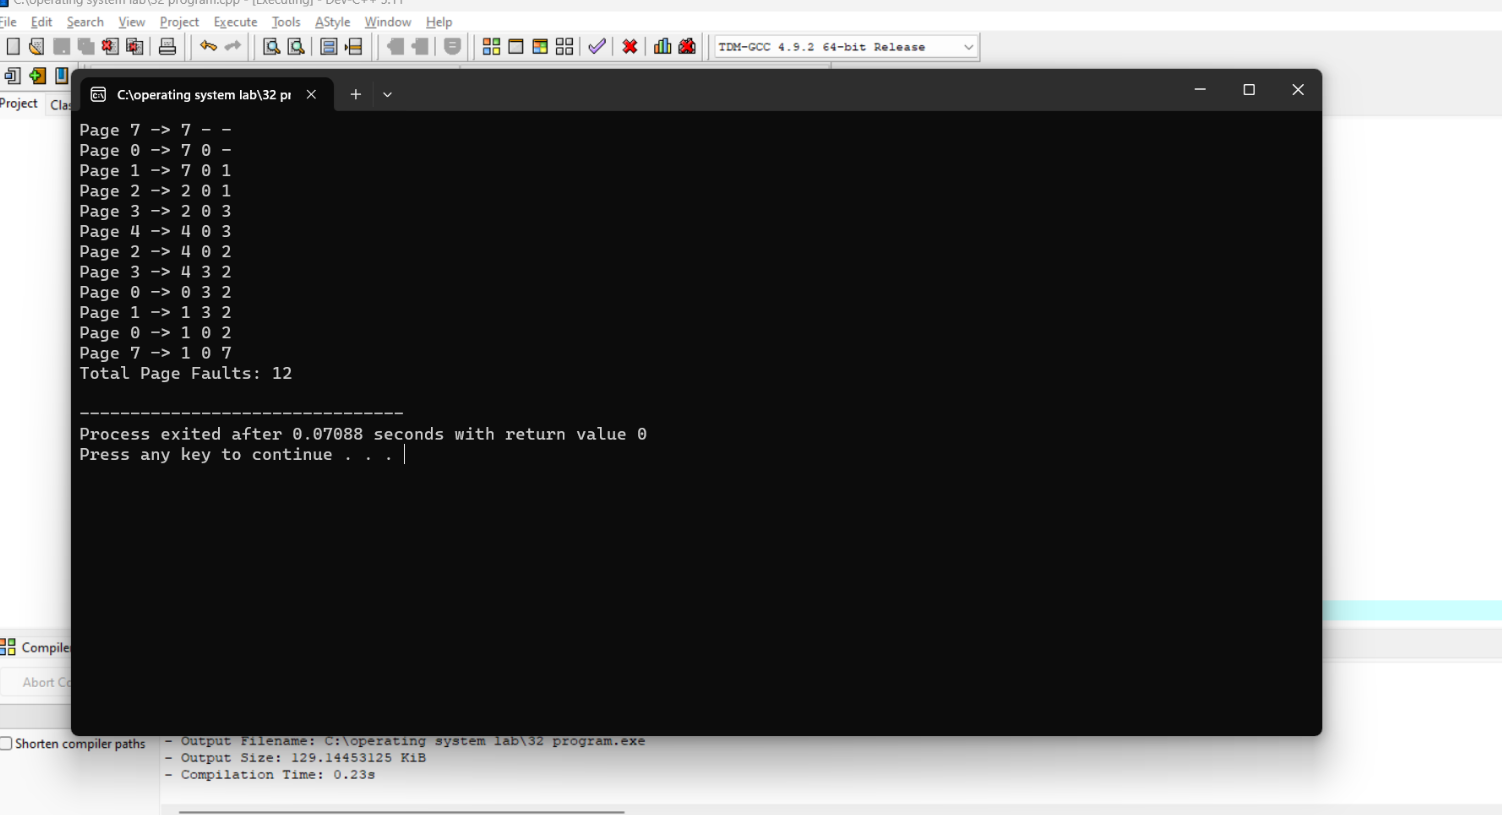 C:\operating system lab\32 program.cpp - [Executing] - Dev-C++ 5.11
File Edit Search View Project Execute Tools AStyle Window Help
TDM-GCC 4.9.2 64-bit Release
Project Clas
C:\operating system lab\32 pr
Page 7 -> 7 - -
Page 0 -> 7 0 -
Page 1 -> 7 0 1
Page 2 -> 2 0 1
Page 3 -> 2 0 3
Page 4 -> 4 0 3
Page 2 -> 4 0 2
Page 3 -> 4 3 2
Page 0 -> 0 3 2
Page 1 -> 1 3 2
Page 0 -> 1 0 2
Page 7 -> 1 0 7
Total Page Faults: 12
--------------------------------
Process exited after 0.07088 seconds with return value 0
Press any key to continue . . .
Compiler
Abort Co
Shorten compiler paths
- Output Filename: C:\operating system lab\32 program.exe
- Output Size: 129.14453125 KiB
- Compilation Time: 0.23s